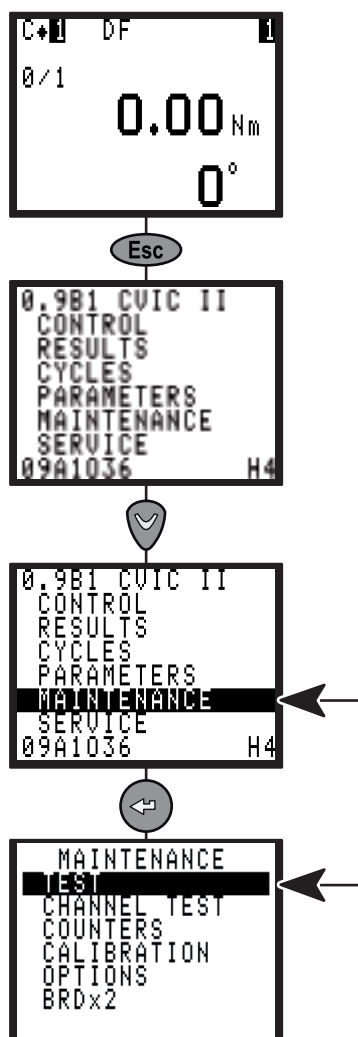 C♦1 DF 1
0/1
0.00 Nm
0°
Esc
0.9B1 CVIC II
CONTROL
RESULTS
CYCLES
PARAMETERS
MAINTENANCE
SERVICE
09A1036 H4
0.9B1 CVIC II
CONTROL
RESULTS
CYCLES
PARAMETERS
MAINTENANCE
SERVICE
09A1036 H4
MAINTENANCE
TEST
CHANNEL TEST
COUNTERS
CALIBRATION
OPTIONS
BRDx2